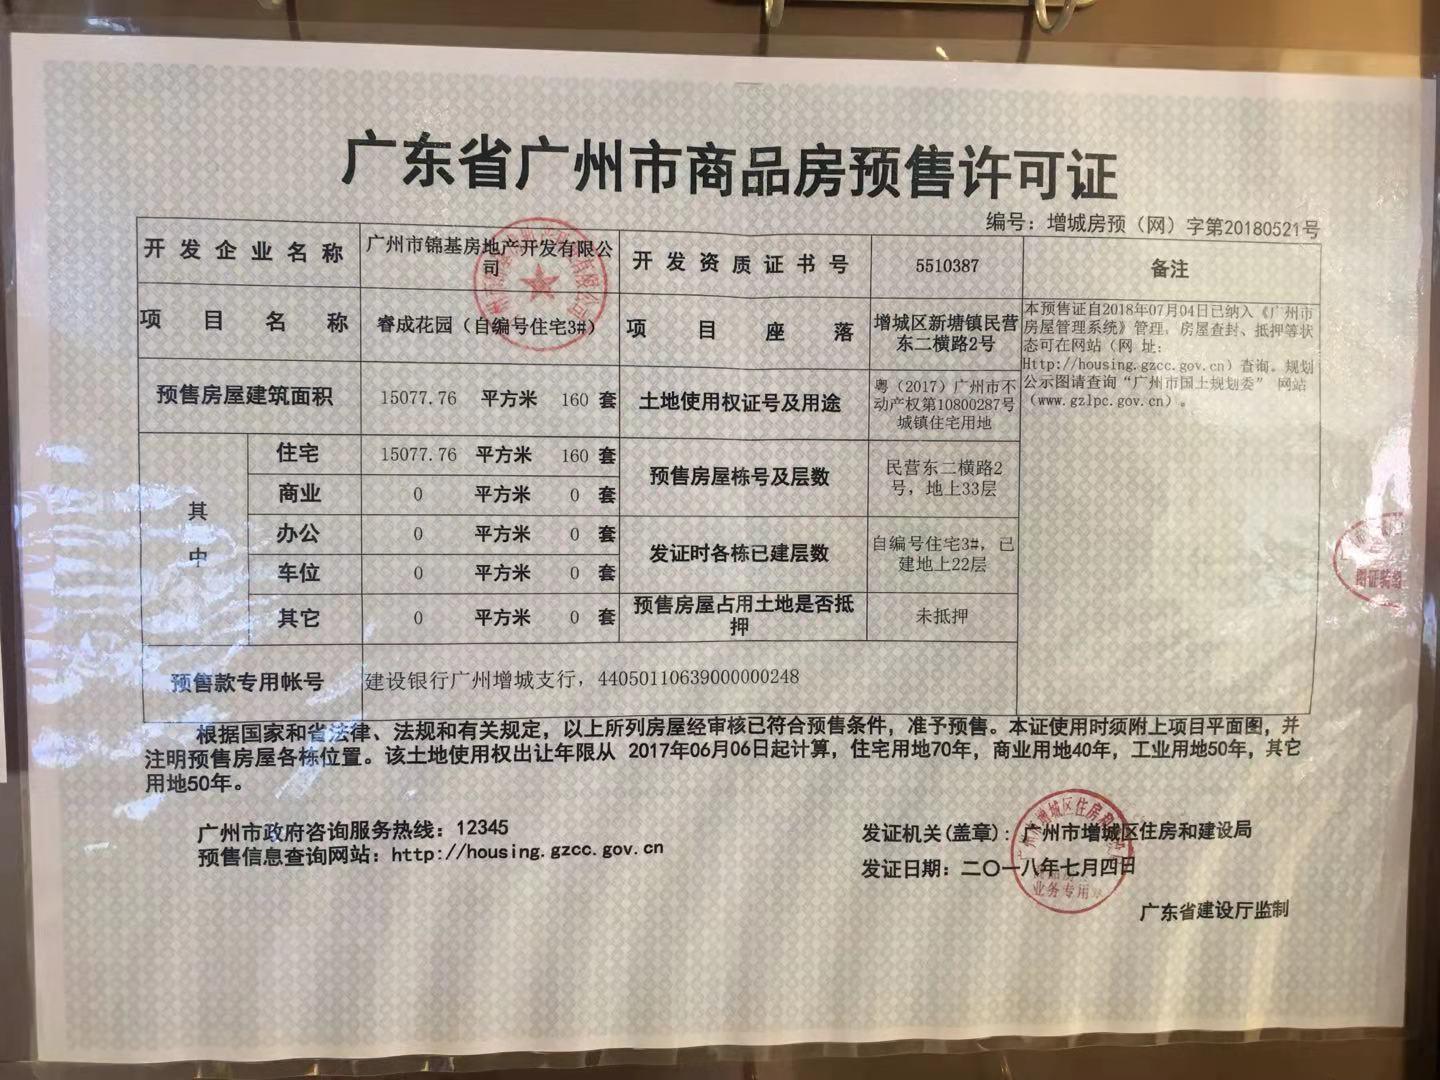 广东省广州市商品房预售许可证
编号：增城房预（网）字第20180521号
开发企业名称
广州市锦基房地产开发有限公
司
开发资质证书号
5510387
备注
项目名称
睿成花园（自编号住宅3#）
项目座落
增城区新塘镇民营
东二横路2号
本预售证自2018年07月04日已纳入《广州市
房屋管理系统》管理。房屋查封、抵押等状
态可在网站（网 址：
Http://housing.gzcc.gov.cn）查询。规划
公示图请查询“广州市国土规划委” 网站
（www.gzlpc.gov.cn）。
预售房屋建筑面积
15077.76 平方米 160 套
土地使用权证号及用途
粤（2017）广州市不
动产权第10800287号
城镇住宅用地
其
中
住宅
15077.76 平方米 160 套
商业
0 平方米 0 套
办公
0 平方米 0 套
车位
0 平方米 0 套
其它
0 平方米 0 套
预售房屋栋号及层数
民营东二横路2
号，地上33层
发证时各栋已建层数
自编号住宅3#，已
建地上22层
预售房屋占用土地是否抵
押
未抵押
预售款专用帐号
建设银行广州增城支行，44050110639000000248
根据国家和省法律、法规和有关规定，以上所列房屋经审核已符合预售条件，准予预售。本证使用时须附上项目平面图，并
注明预售房屋各栋位置。该土地使用权出让年限从 2017年06月06日起计算，住宅用地70年，商业用地40年，工业用地50年，其它
用地50年。
广州市政府咨询服务热线：12345
预售信息查询网站：http://housing.gzcc.gov.cn
发证机关(盖章)：广州市增城区住房和建设局
发证日期：二〇一八年七月四日
业务专用章
广东省建设厅监制